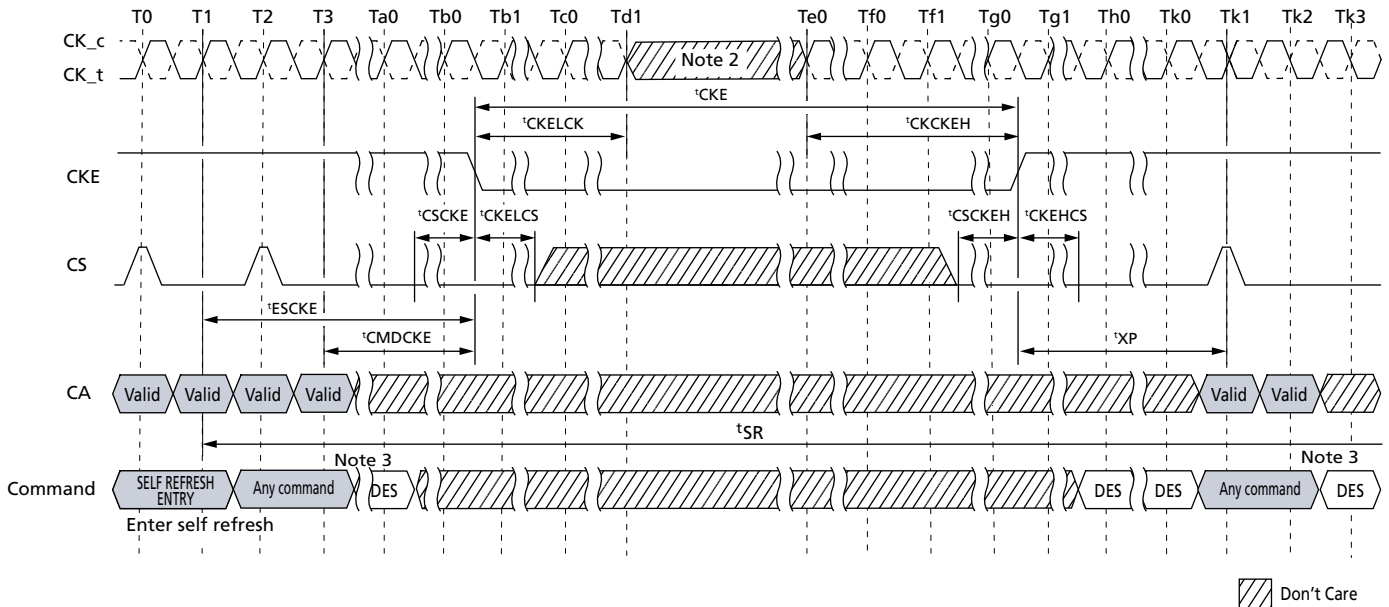 T0 T1 T2 T3 Ta0 Tb0 Tb1 Tc0 Td1 Te0 Tf0 Tf1 Tg0 Tg1 Th0 Tk0 Tk1 Tk2 Tk3
CK_c
CK_t
Note 2
tCKE
tCKELCK
tCKCKEH
CKE
tCSCKE
tCKELCS
tCSCKEH
tCKEHCS
CS
tESCKE
tCMDCKE
tXP
CA
Valid
Valid
Valid
Valid
Valid
Valid
tSR
Note 3
Note 3
Command
SELF REFRESH
ENTRY
Any command
DES
DES
DES
Any command
DES
Enter self refresh
Don't Care